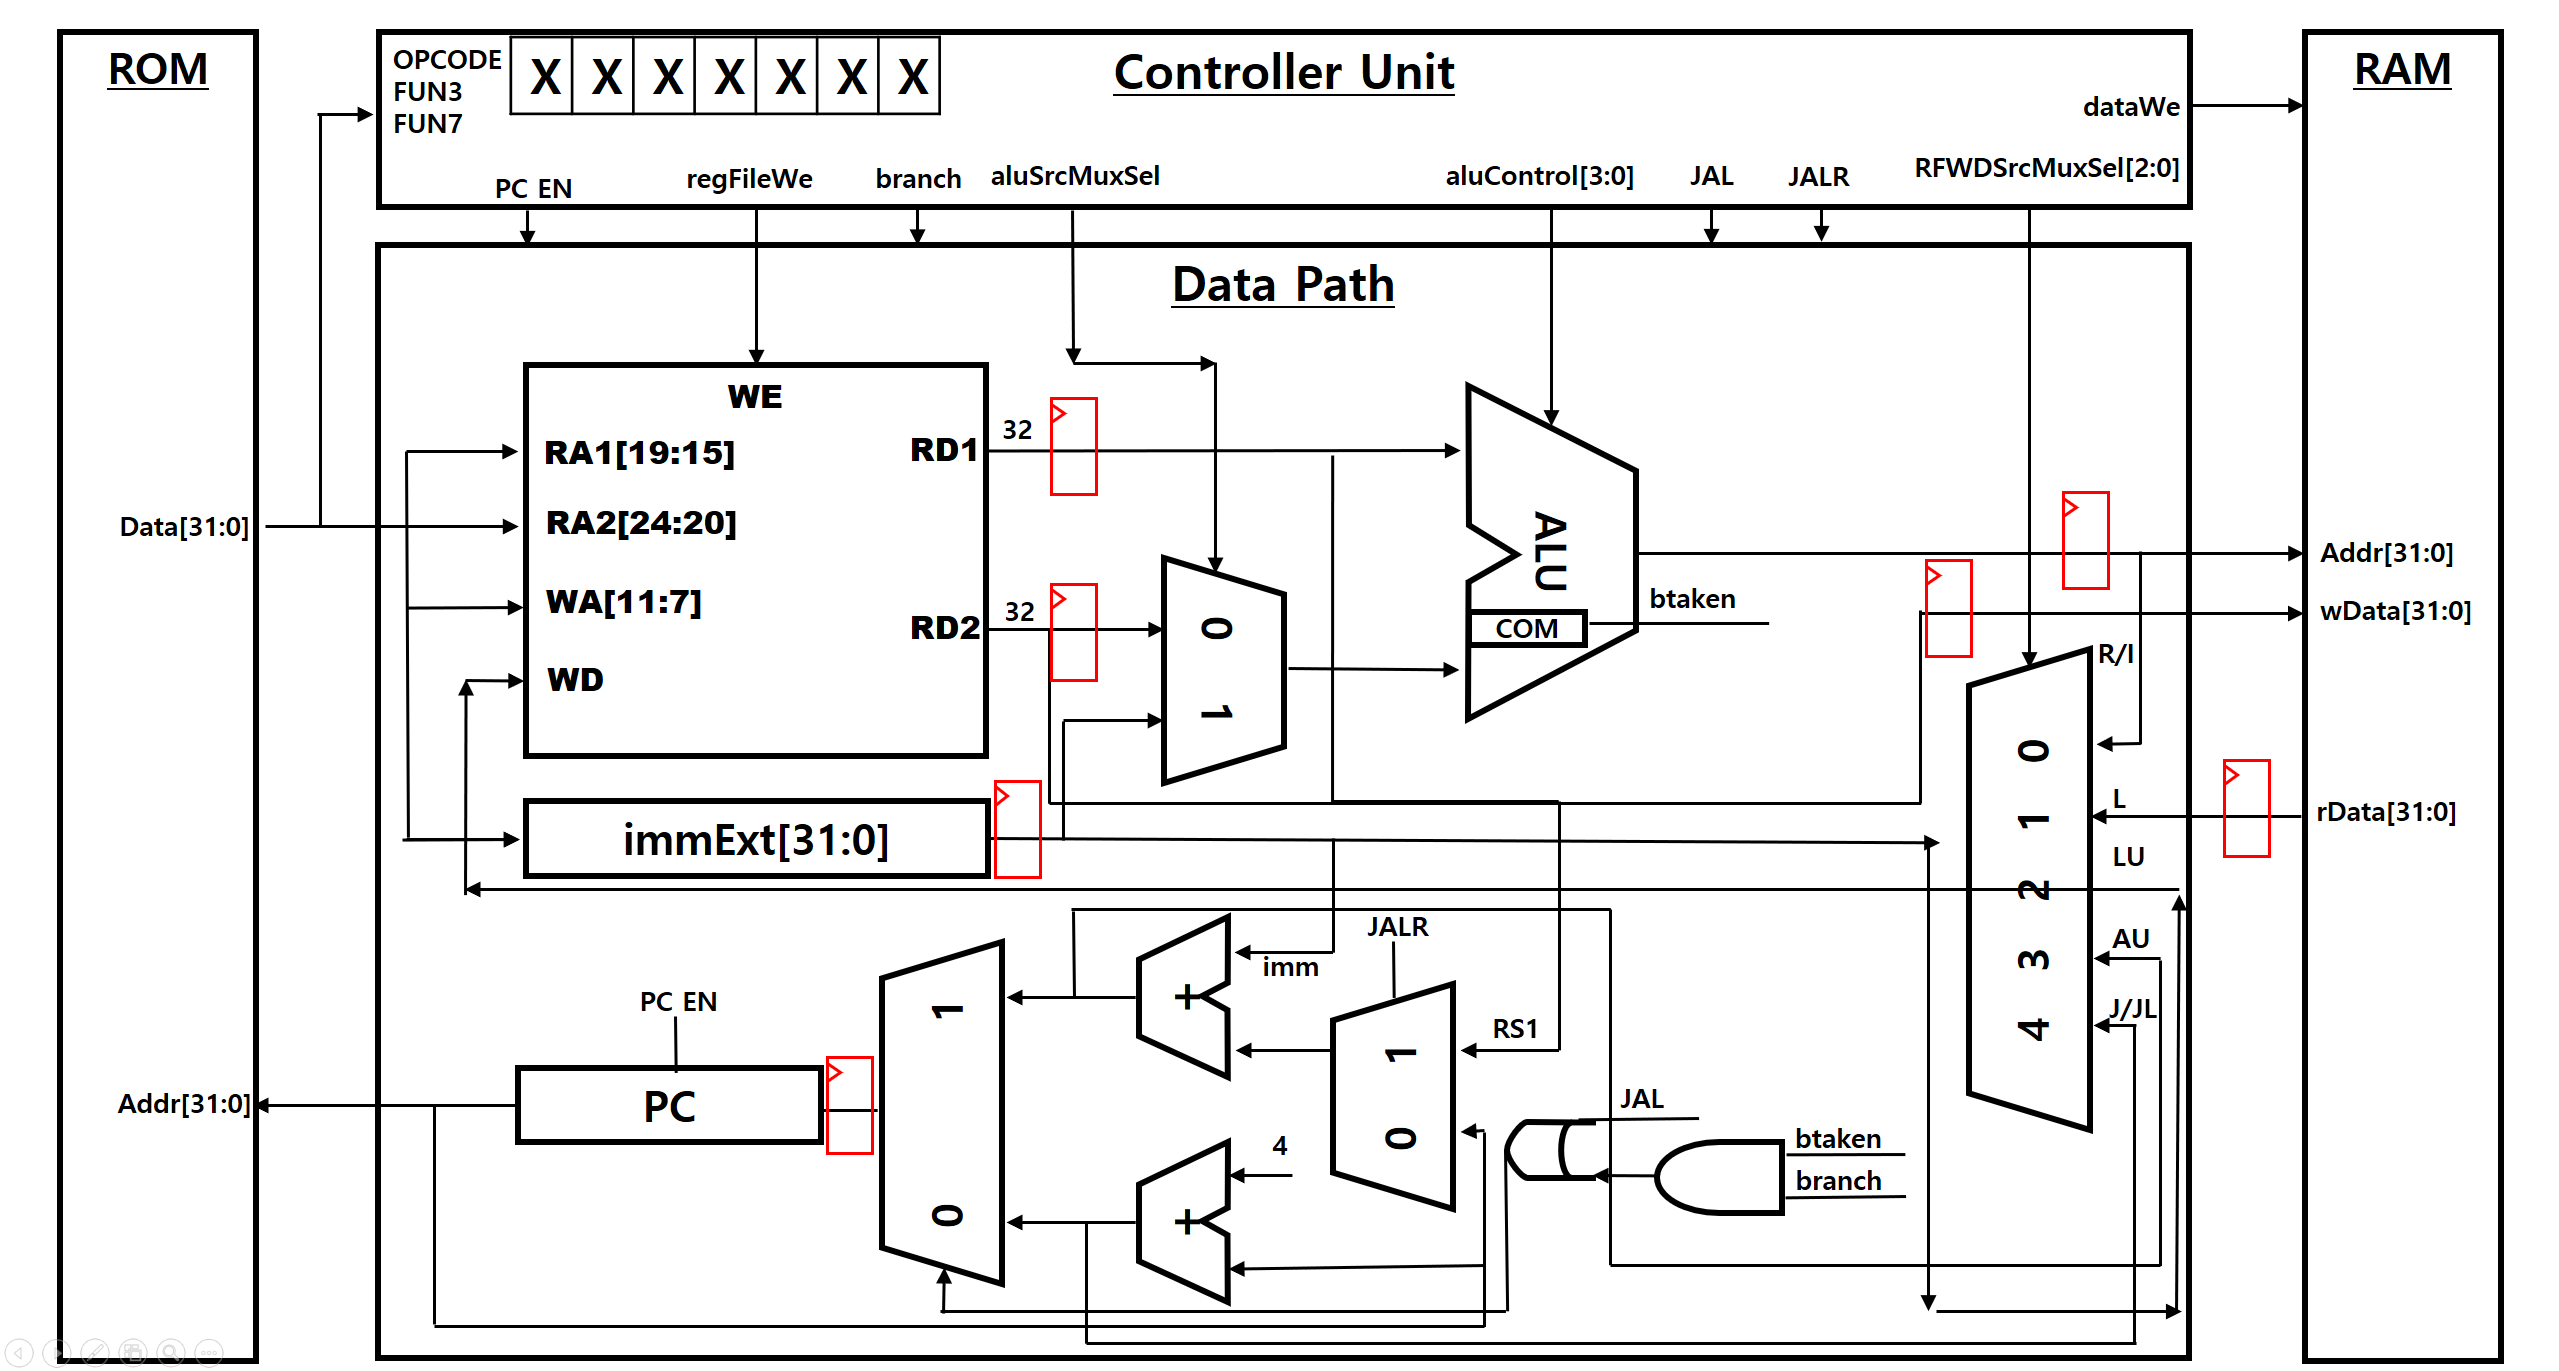 ROM
Data[31:0]
Addr[31:0]
OPCODE
FUN3
FUN7
X X X X X X X
Controller Unit
dataWe
PC EN
regFileWe
branch
aluSrcMuxSel
aluControl[3:0]
JAL
JALR
RFWDSrcMuxSel[2:0]
RAM
Addr[31:0]
wData[31:0]
rData[31:0]
Data Path
WE
RA1[19:15]
RA2[24:20]
WA[11:7]
WD
RD1
RD2
32
32
0
1
ALU
COM
btaken
immExt[31:0]
R/I
L
LU
AU
J/JL
0
1
2
3
4
PC EN
PC
1
0
+
+
imm
4
JALR
RS1
1
0
JAL
btaken
branch